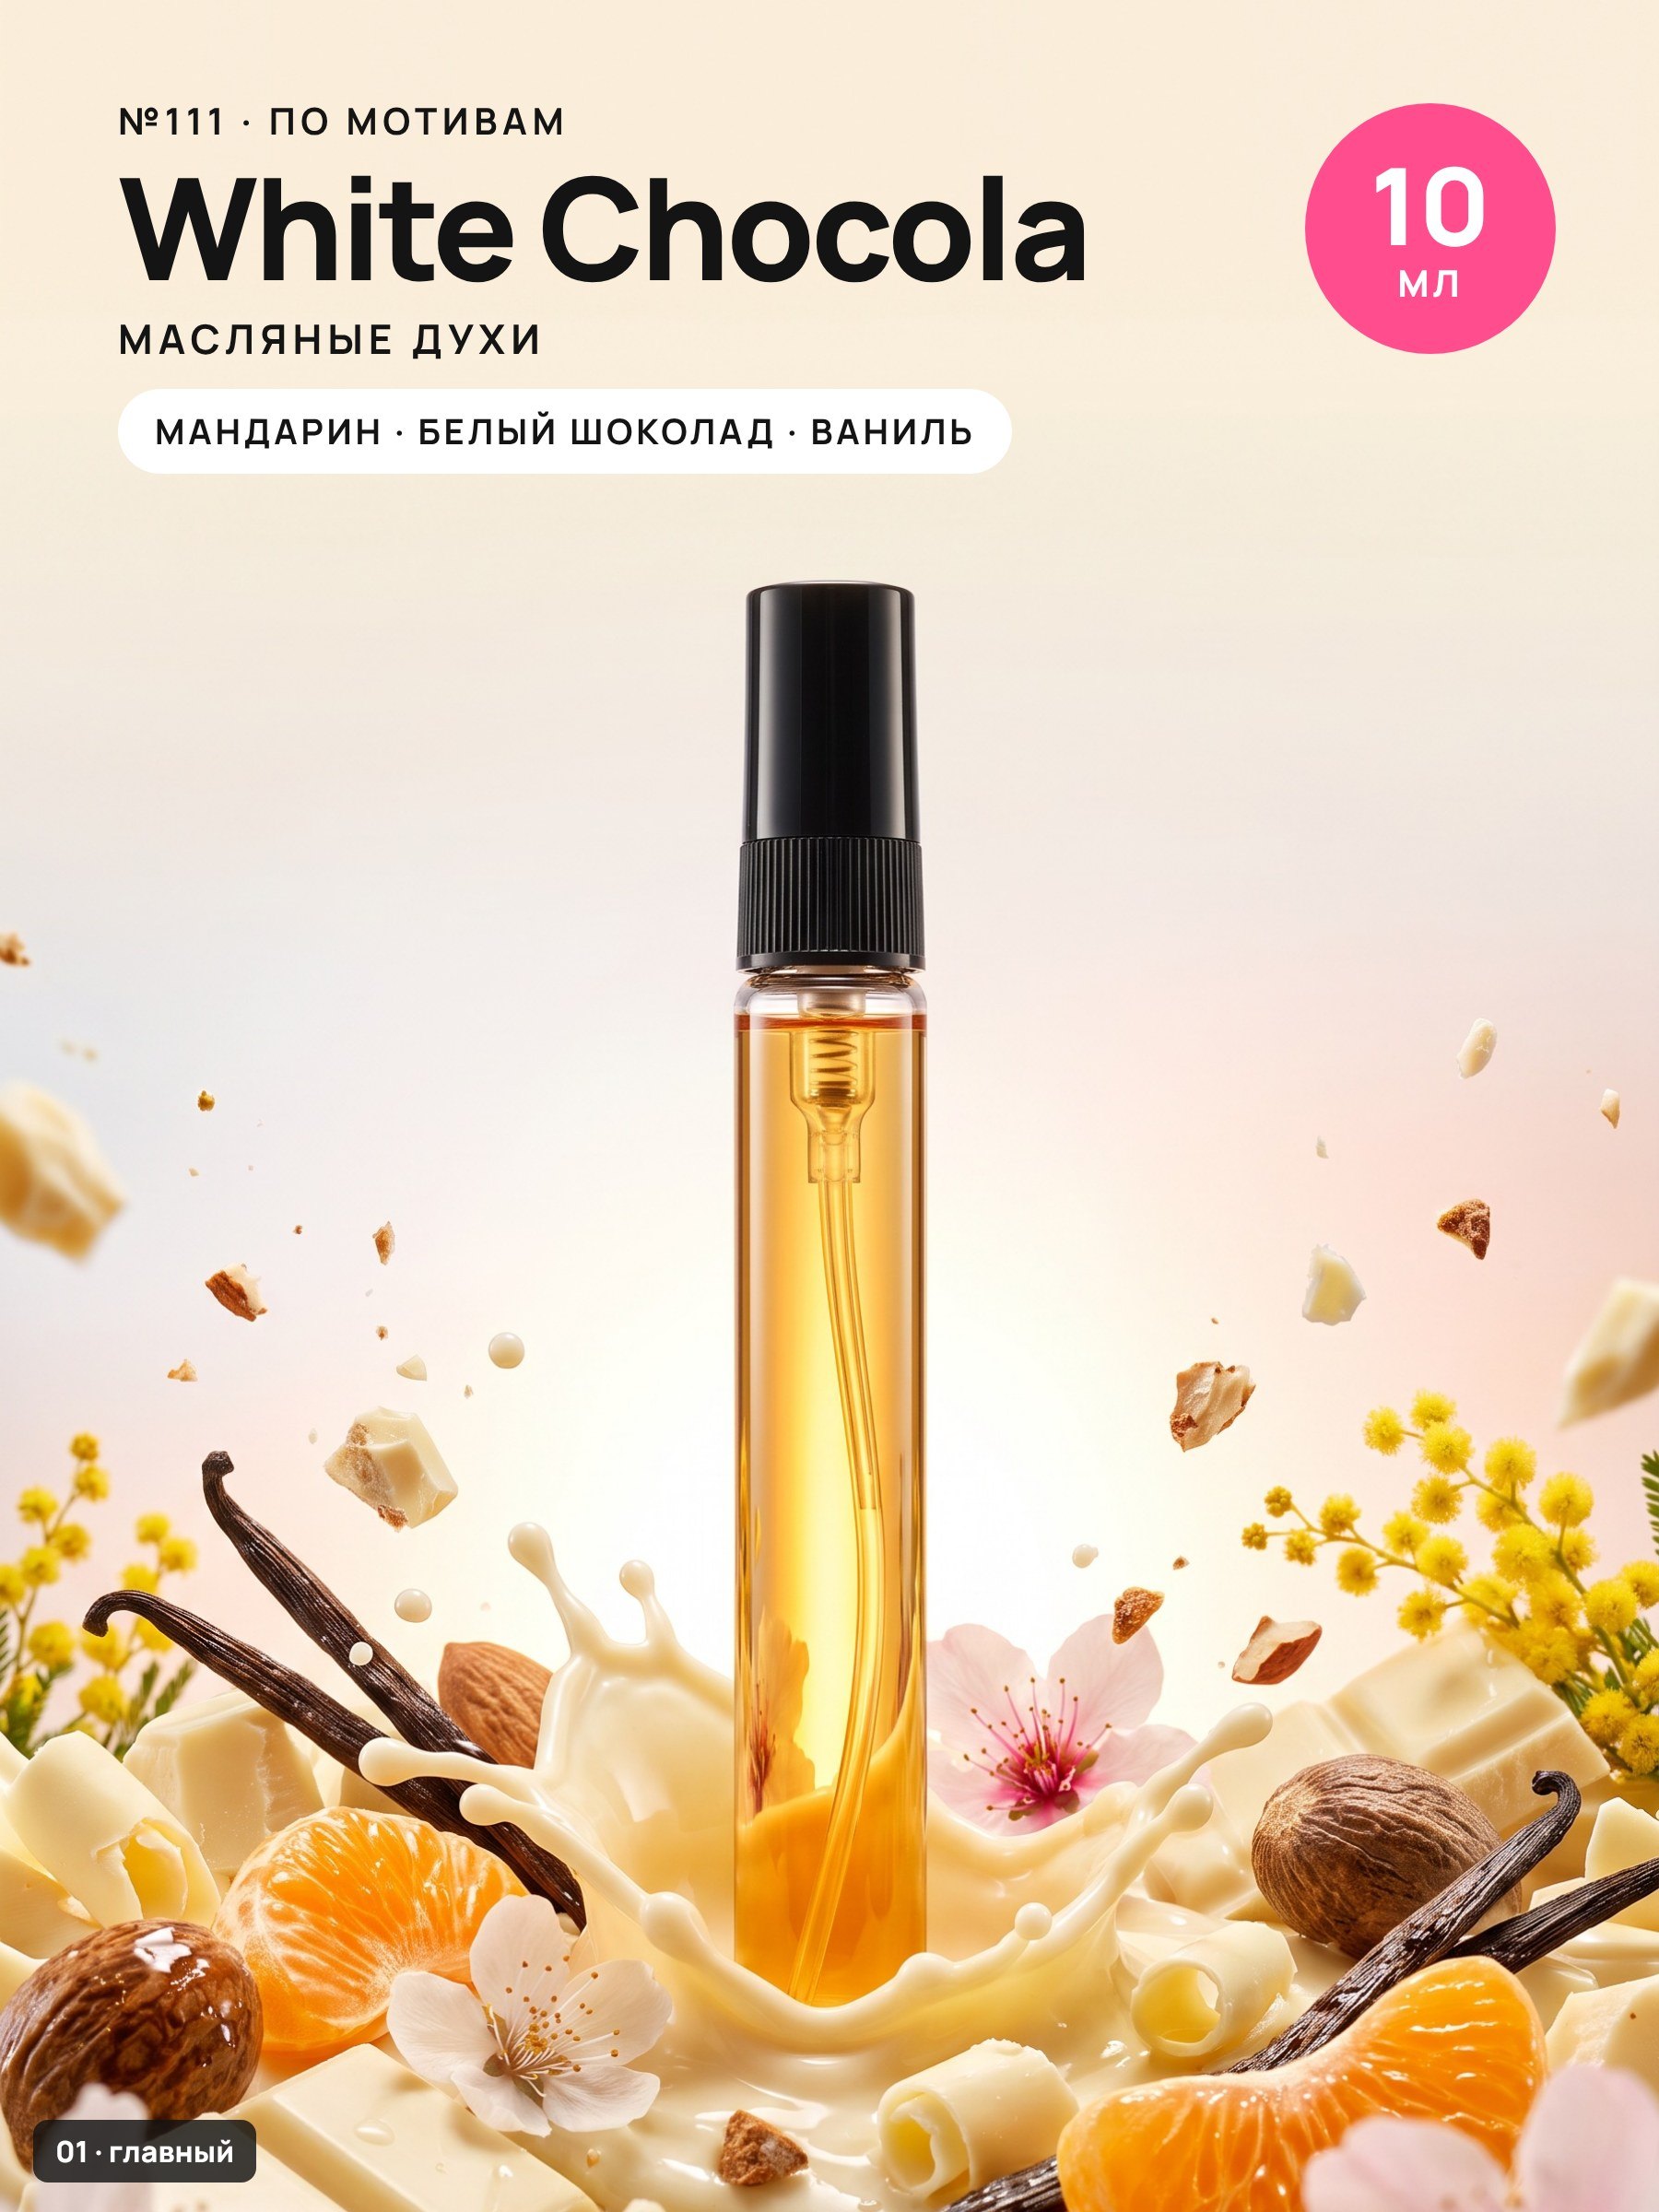 №111 · ПО МОТИВАМ
White Chocola
МАСЛЯНЫЕ ДУХИ
МАНДАРИН · БЕЛЫЙ ШОКОЛАД · ВАНИЛЬ
10
МЛ
01 · главный